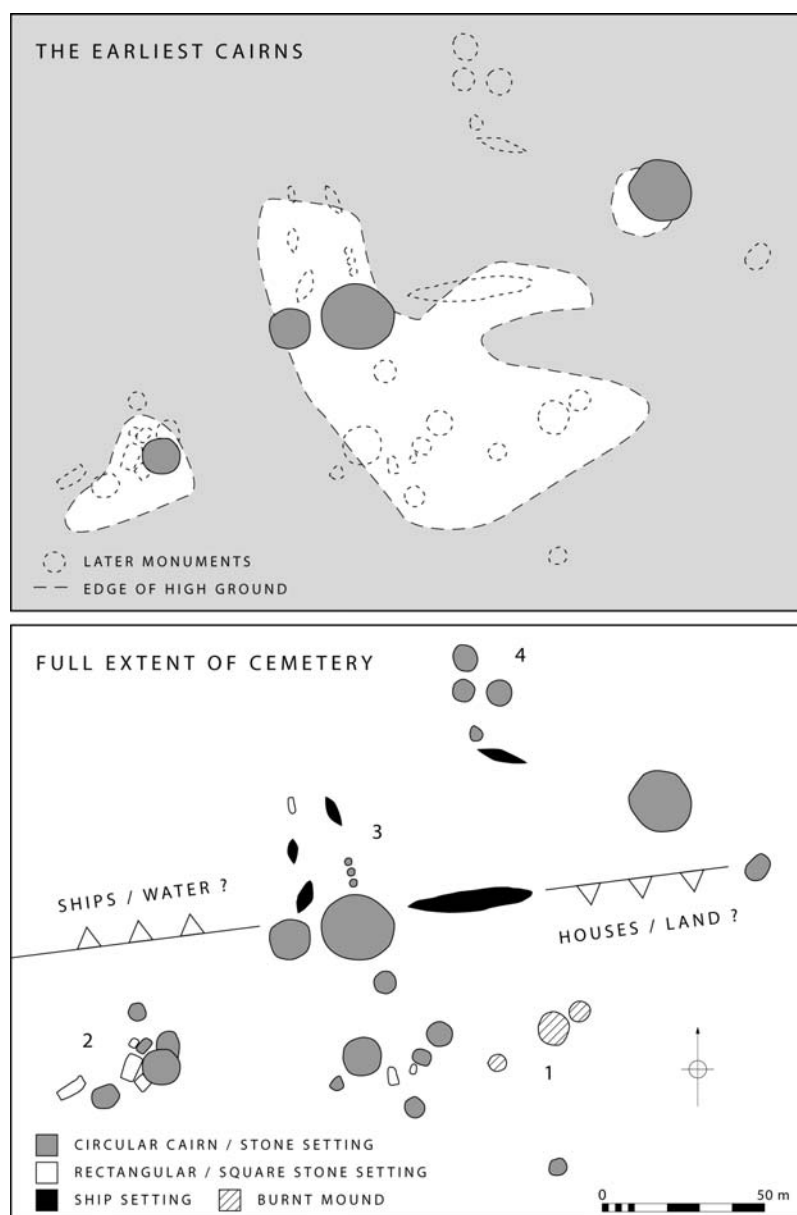 THE EARLIEST CAIRNS
LATER MONUMENTS
EDGE OF HIGH GROUND
FULL EXTENT OF CEMETERY
4
3
SHIPS / WATER ?
HOUSES / LAND ?
2
1
CIRCULAR CAIRN / STONE SETTING
RECTANGULAR / SQUARE STONE SETTING
SHIP SETTING BURNT MOUND
0 50 m